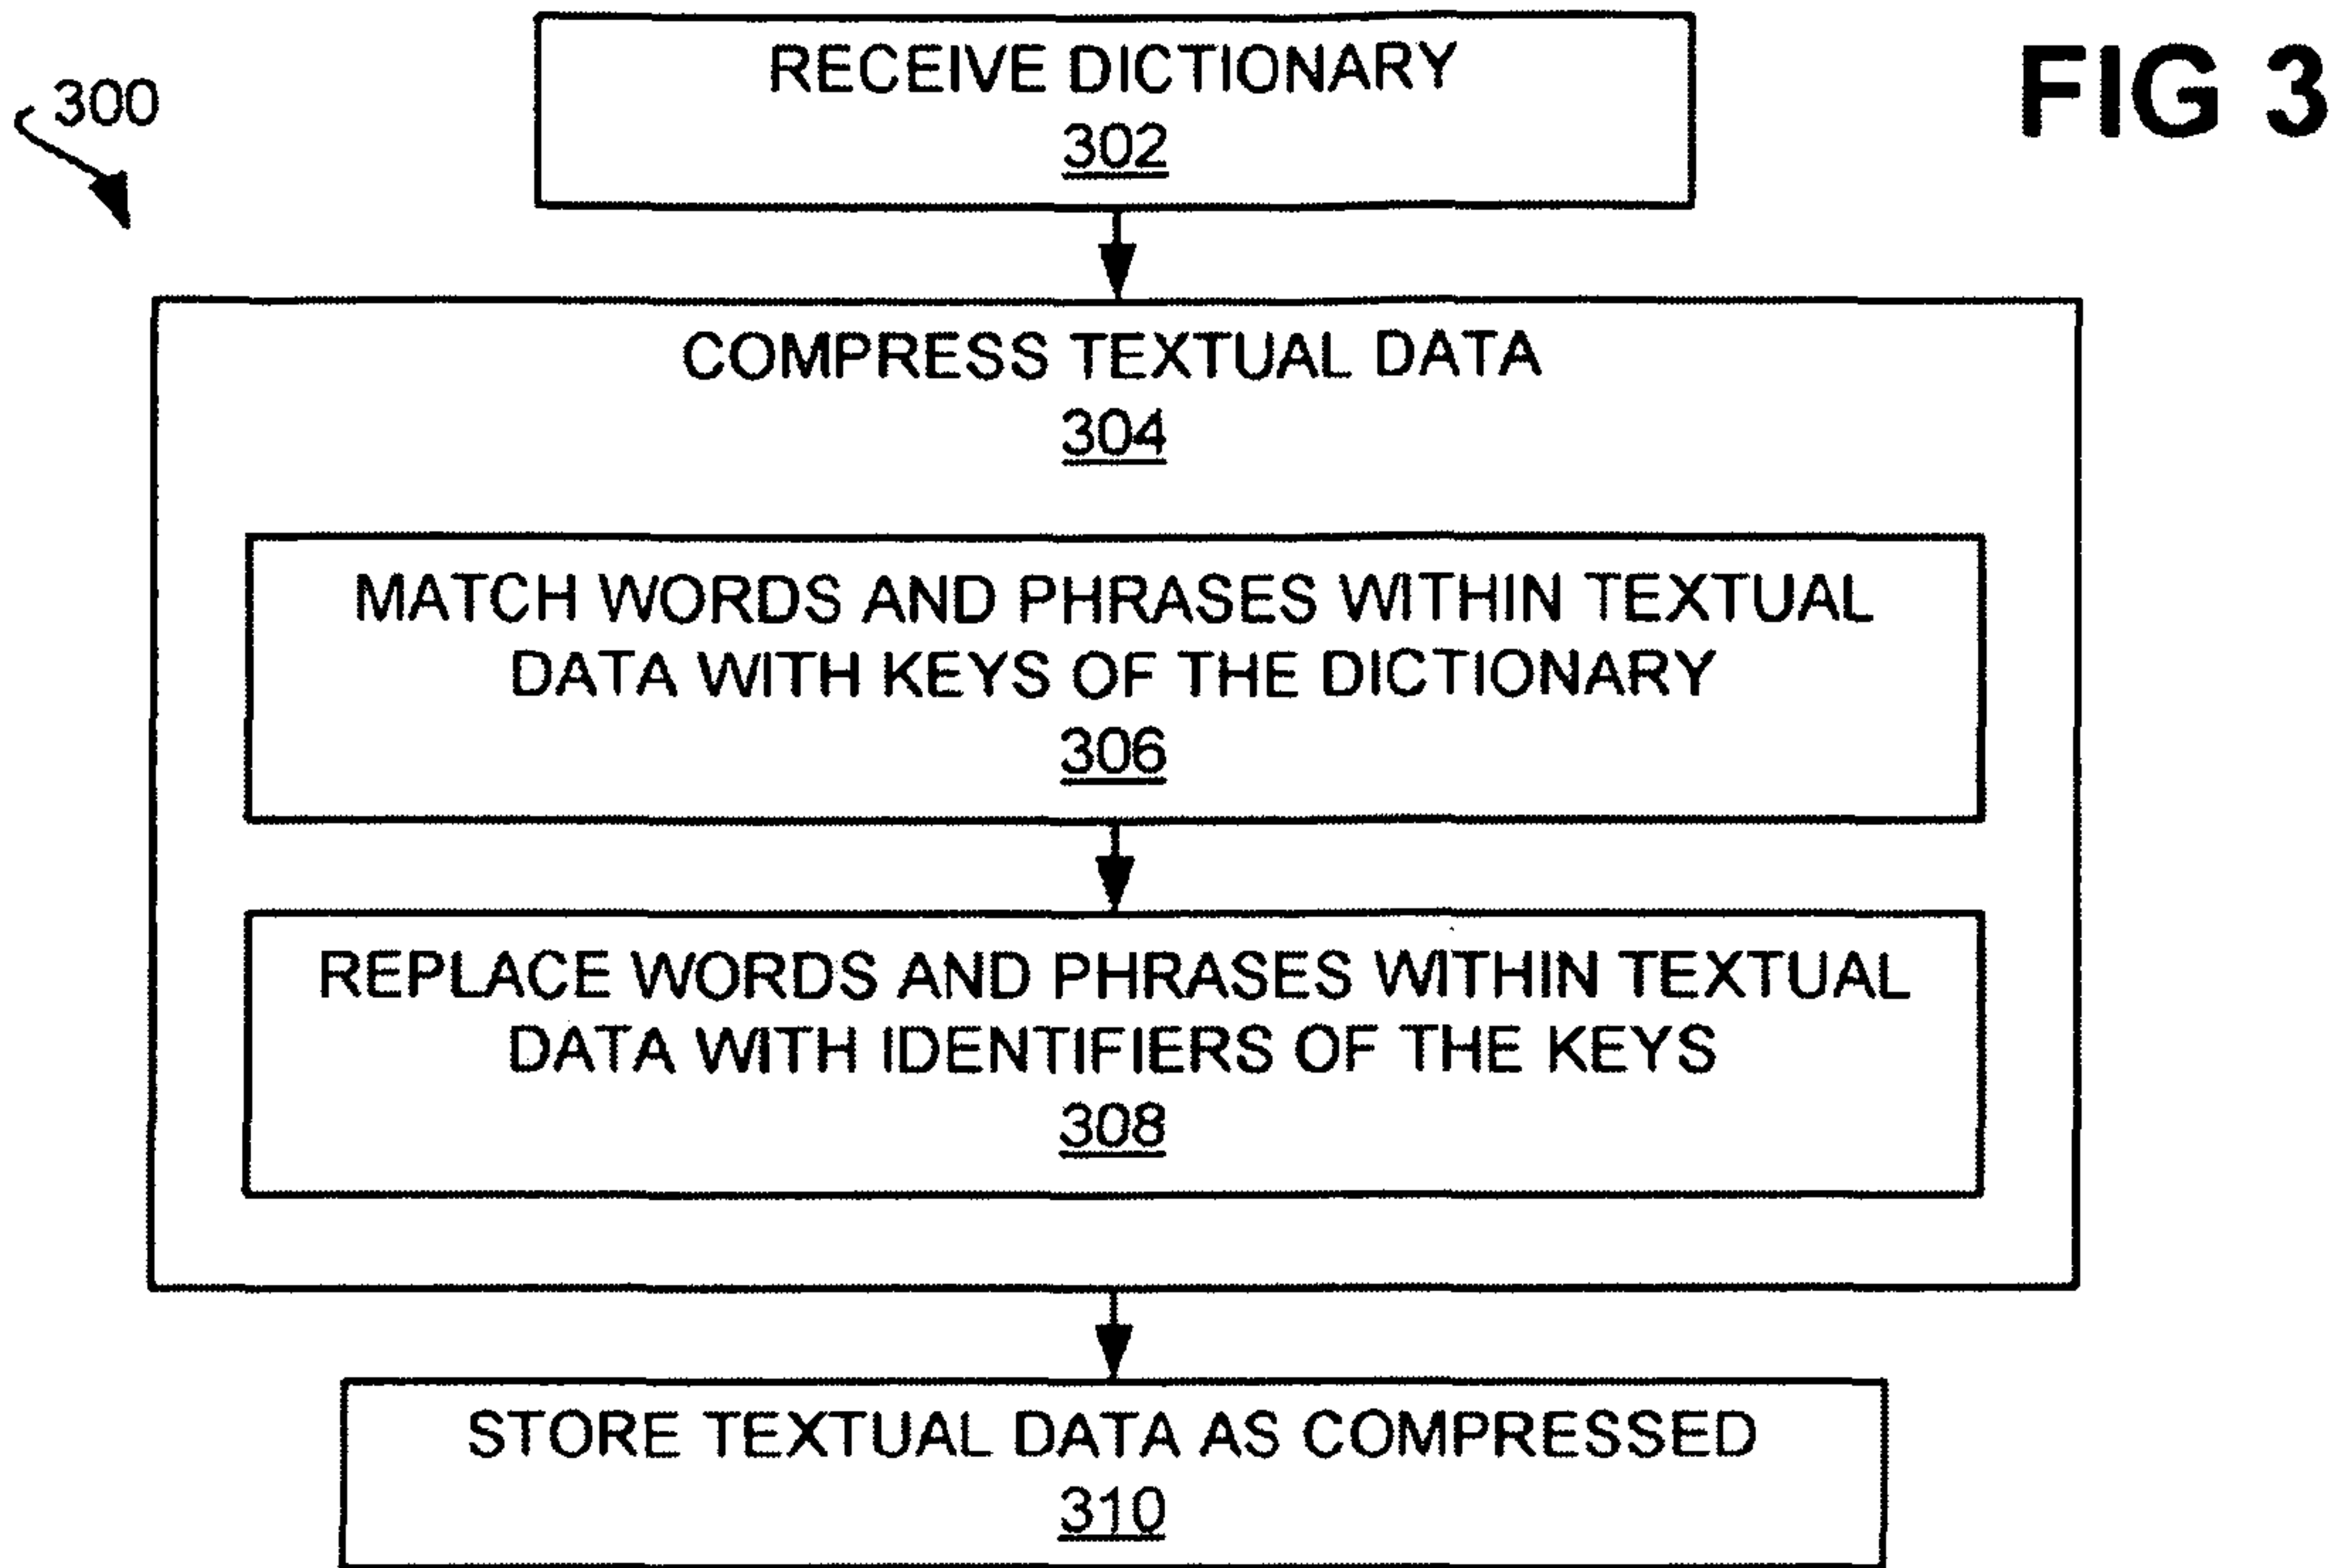 RECEIVE DICTIONARY
302
FIG 3
300
COMPRESS TEXTUAL DATA
304
MATCH WORDS AND PHRASES WITHIN TEXTUAL
DATA WITH KEYS OF THE DICTIONARY
306
REPLACE WORDS AND PHRASES WITHIN TEXTUAL
DATA WITH IDENTIFIERS OF THE KEYS
308
STORE TEXTUAL DATA AS COMPRESSED
310